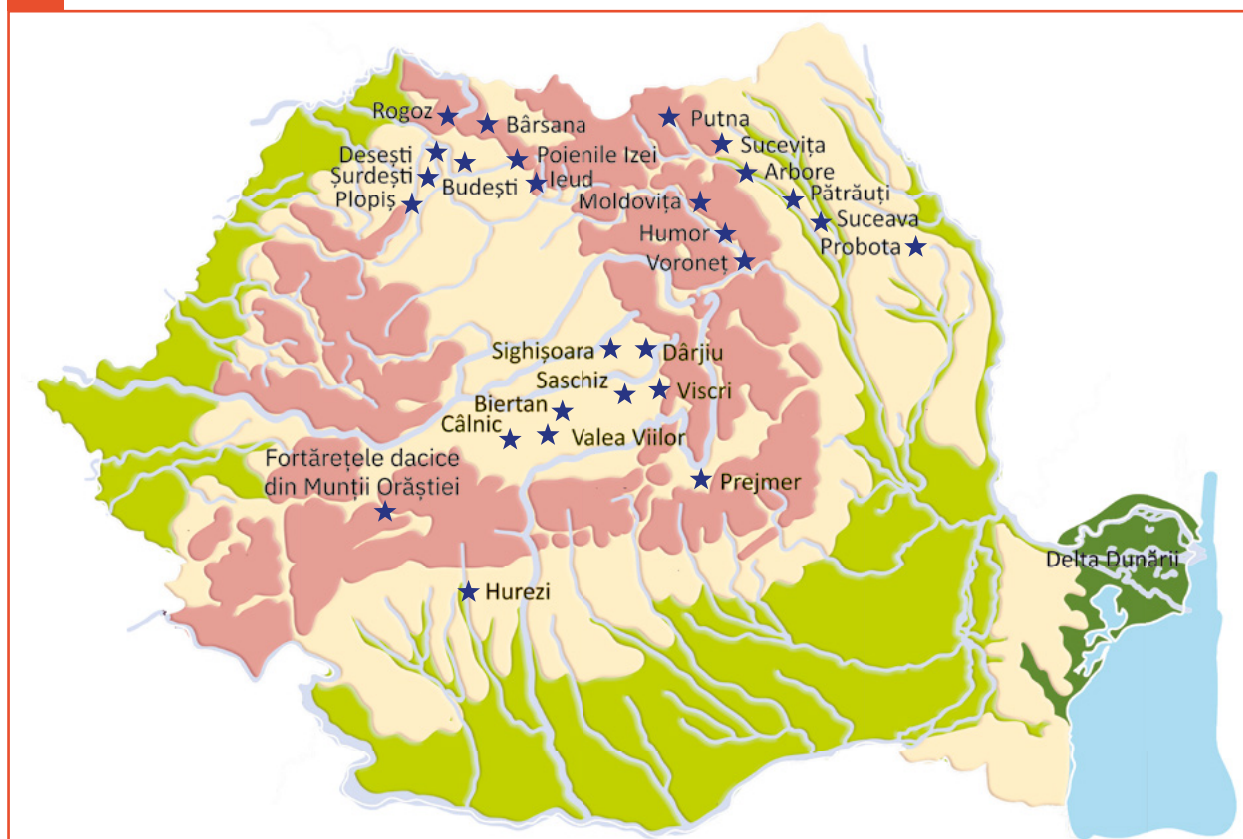 Rogoz
Bârsana
Putna
Sucevița
Desești
Poienile Izei
Arbore
Șurdești
Budești
Ieud
Plopiș
Moldovița
Pătrăuți
Suceava
Humor
Probota
Voroneț
Sighișoara
Dârjiu
Saschiz
Viscri
Biertan
Câlnic
Valea Viilor
Fortărețele dacice
din Munții Orăștiei
Prejmer
Delta Dunării
Hurezi